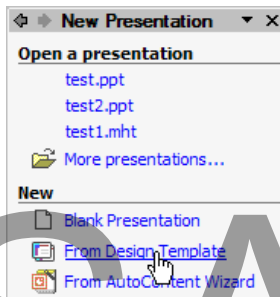 New Presentation
Open a presentation
test.ppt
test2.ppt
test1.mht
More presentations...
New
Blank Presentation
From Design Template
From AutoContent Wizard